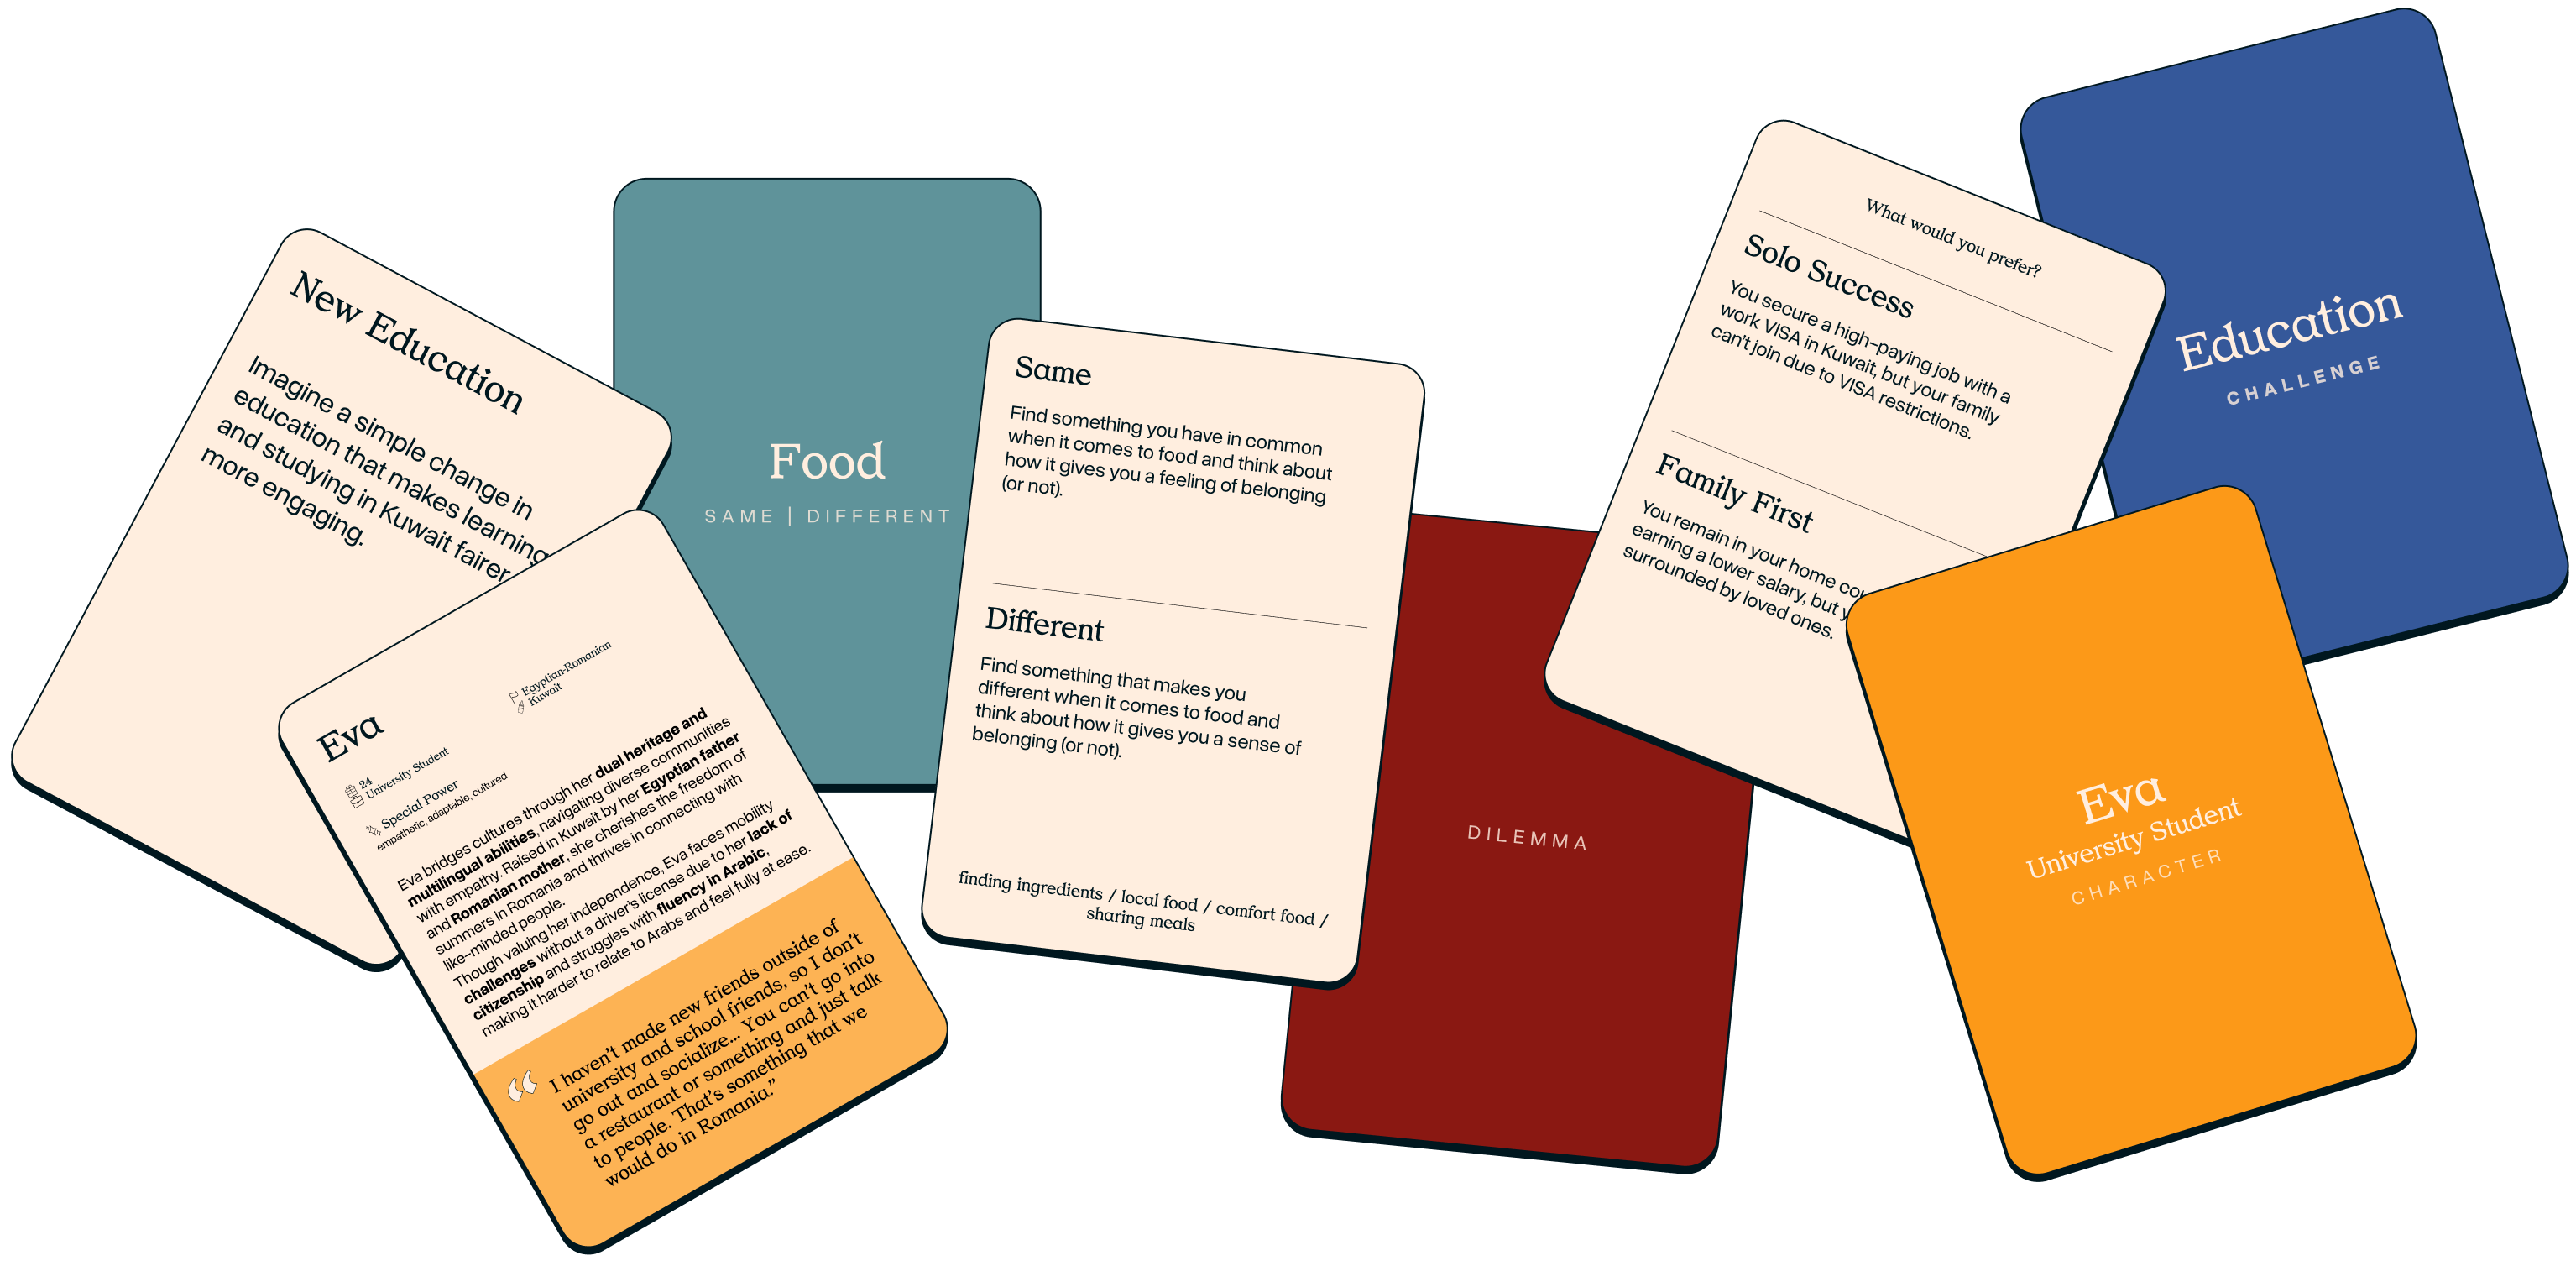 New Education
Imagine a simple change in
education that makes learning
and studying in Kuwait fairer
more engaging.
Eva
Egyptian-Romanian
Kuwait
24
University Student
Special Power
empathetic, adaptable, cultured
Eva bridges cultures through her dual heritage and
multilingual abilities, navigating diverse communities
with empathy. Raised in Kuwait by her Egyptian father
and Romanian mother, she cherishes the freedom of
summers in Romania and thrives in connecting with
like-minded people.
Though valuing her independence, Eva faces mobility
challenges without a driver's license due to her lack of
citizenship and struggles with fluency in Arabic,
making it harder to relate to Arabs and feel fully at ease.
“ I haven't made new friends outside of
university and school friends, so I don't
go out and socialize... You can't go into
a restaurant or something and just talk
to people. That's something that we
would do in Romania.”
Food
SAME | DIFFERENT
Same
Find something you have in common
when it comes to food and think about
how it gives you a feeling of belonging
(or not).
Different
Find something that makes you
different when it comes to food and
think about how it gives you a sense of
belonging (or not).
finding ingredients / local food / comfort food /
sharing meals
DILEMMA
What would you prefer?
Solo Success
You secure a high-paying job with a
work VISA in Kuwait, but your family
can't join due to VISA restrictions.
Family First
You remain in your home
earning a lower salary, but
surrounded by loved ones.
Education
CHALLENGE
Eva
University Student
CHARACTER